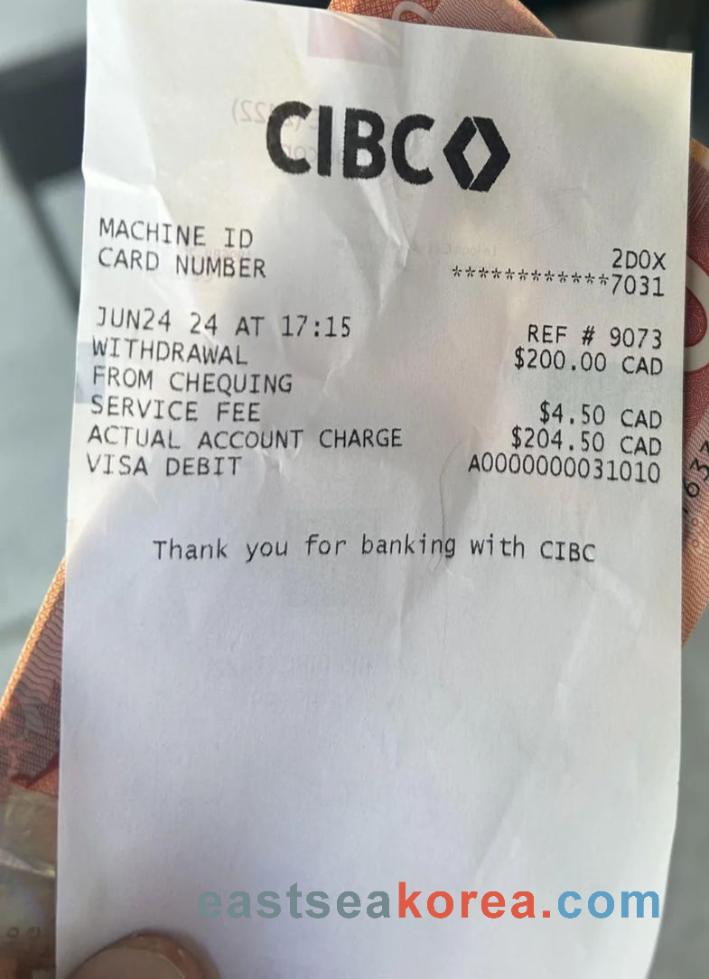 CIBC
MACHINE ID 2DOX
CARD NUMBER ************7031
JUN24 24 AT 17:15 REF # 9073
WITHDRAWAL $200.00 CAD
FROM CHEQUING
SERVICE FEE $4.50 CAD
ACTUAL ACCOUNT CHARGE $204.50 CAD
VISA DEBIT A0000000031010
Thank you for banking with CIBC
eastseakorea.com